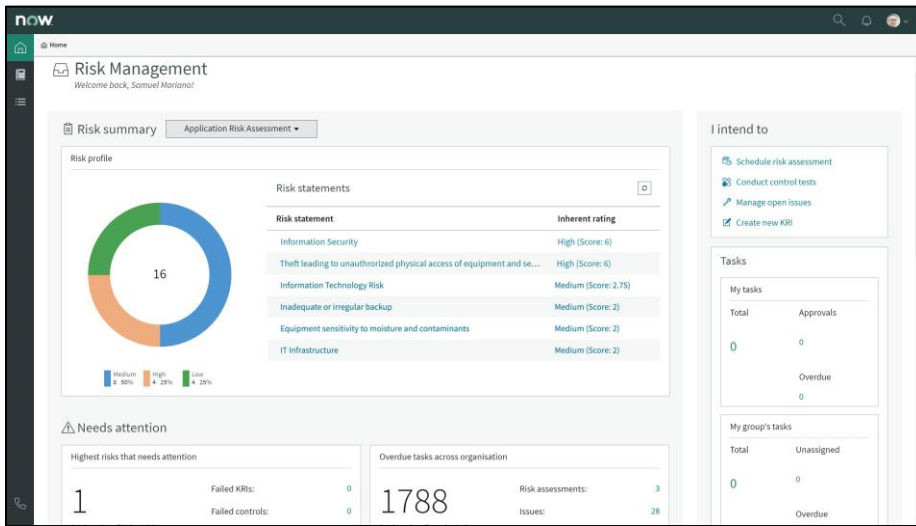 now
Home
Risk Management
Welcome back, Samuel Mariano!
Risk summary
Application Risk Assessment
Risk profile
16
Medium
8 50%
High
4 25%
Low
4 25%
Risk statements
Risk statement Inherent rating
Information Security High (Score: 6)
Theft leading to unauthrorized physical access of equipment and se... High (Score: 6)
Information Technology Risk Medium (Score: 2.75)
Inadequate or irregular backup Medium (Score: 2)
Equipment sensitivity to moisture and contaminants Medium (Score: 2)
IT Infrastructure Medium (Score: 2)
Needs attention
Highest risks that needs attention
1
Failed KRIs: 0
Failed controls: 0
Overdue tasks across organisation
1788
Risk assessments: 3
Issues: 28
I intend to
Schedule risk assessment
Conduct control tests
Manage open issues
Create new KRI
Tasks
My tasks
Total Approvals
0 0
Overdue
0
My group's tasks
Total Unassigned
0 0
Overdue